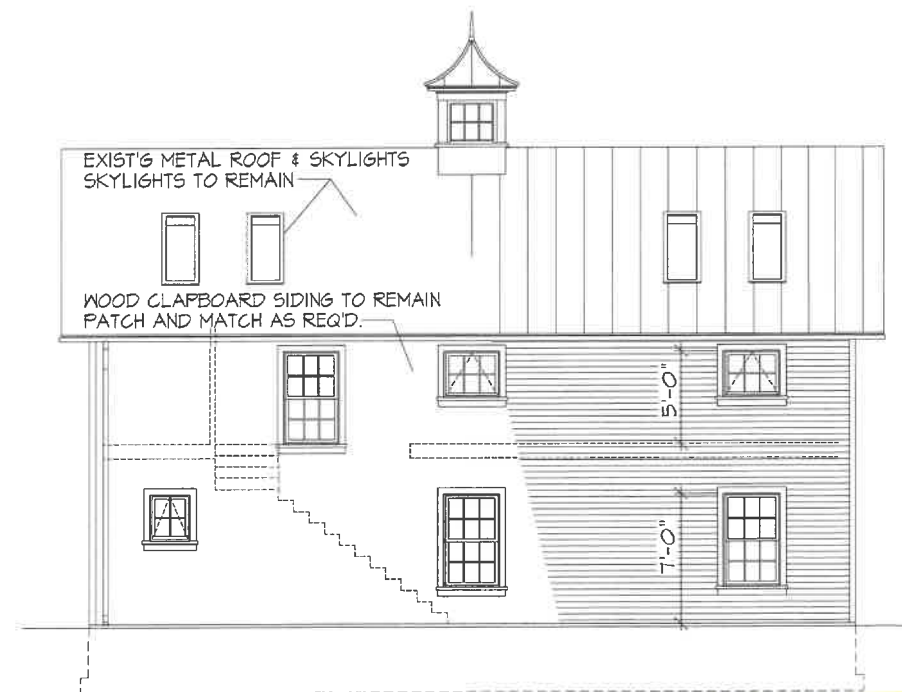 EXIST'G METAL ROOF & SKYLIGHTS
SKYLIGHTS TO REMAIN
WOOD CLAPBOARD SIDING TO REMAIN
PATCH AND MATCH AS REQ'D.
5'-0"
7'-0"